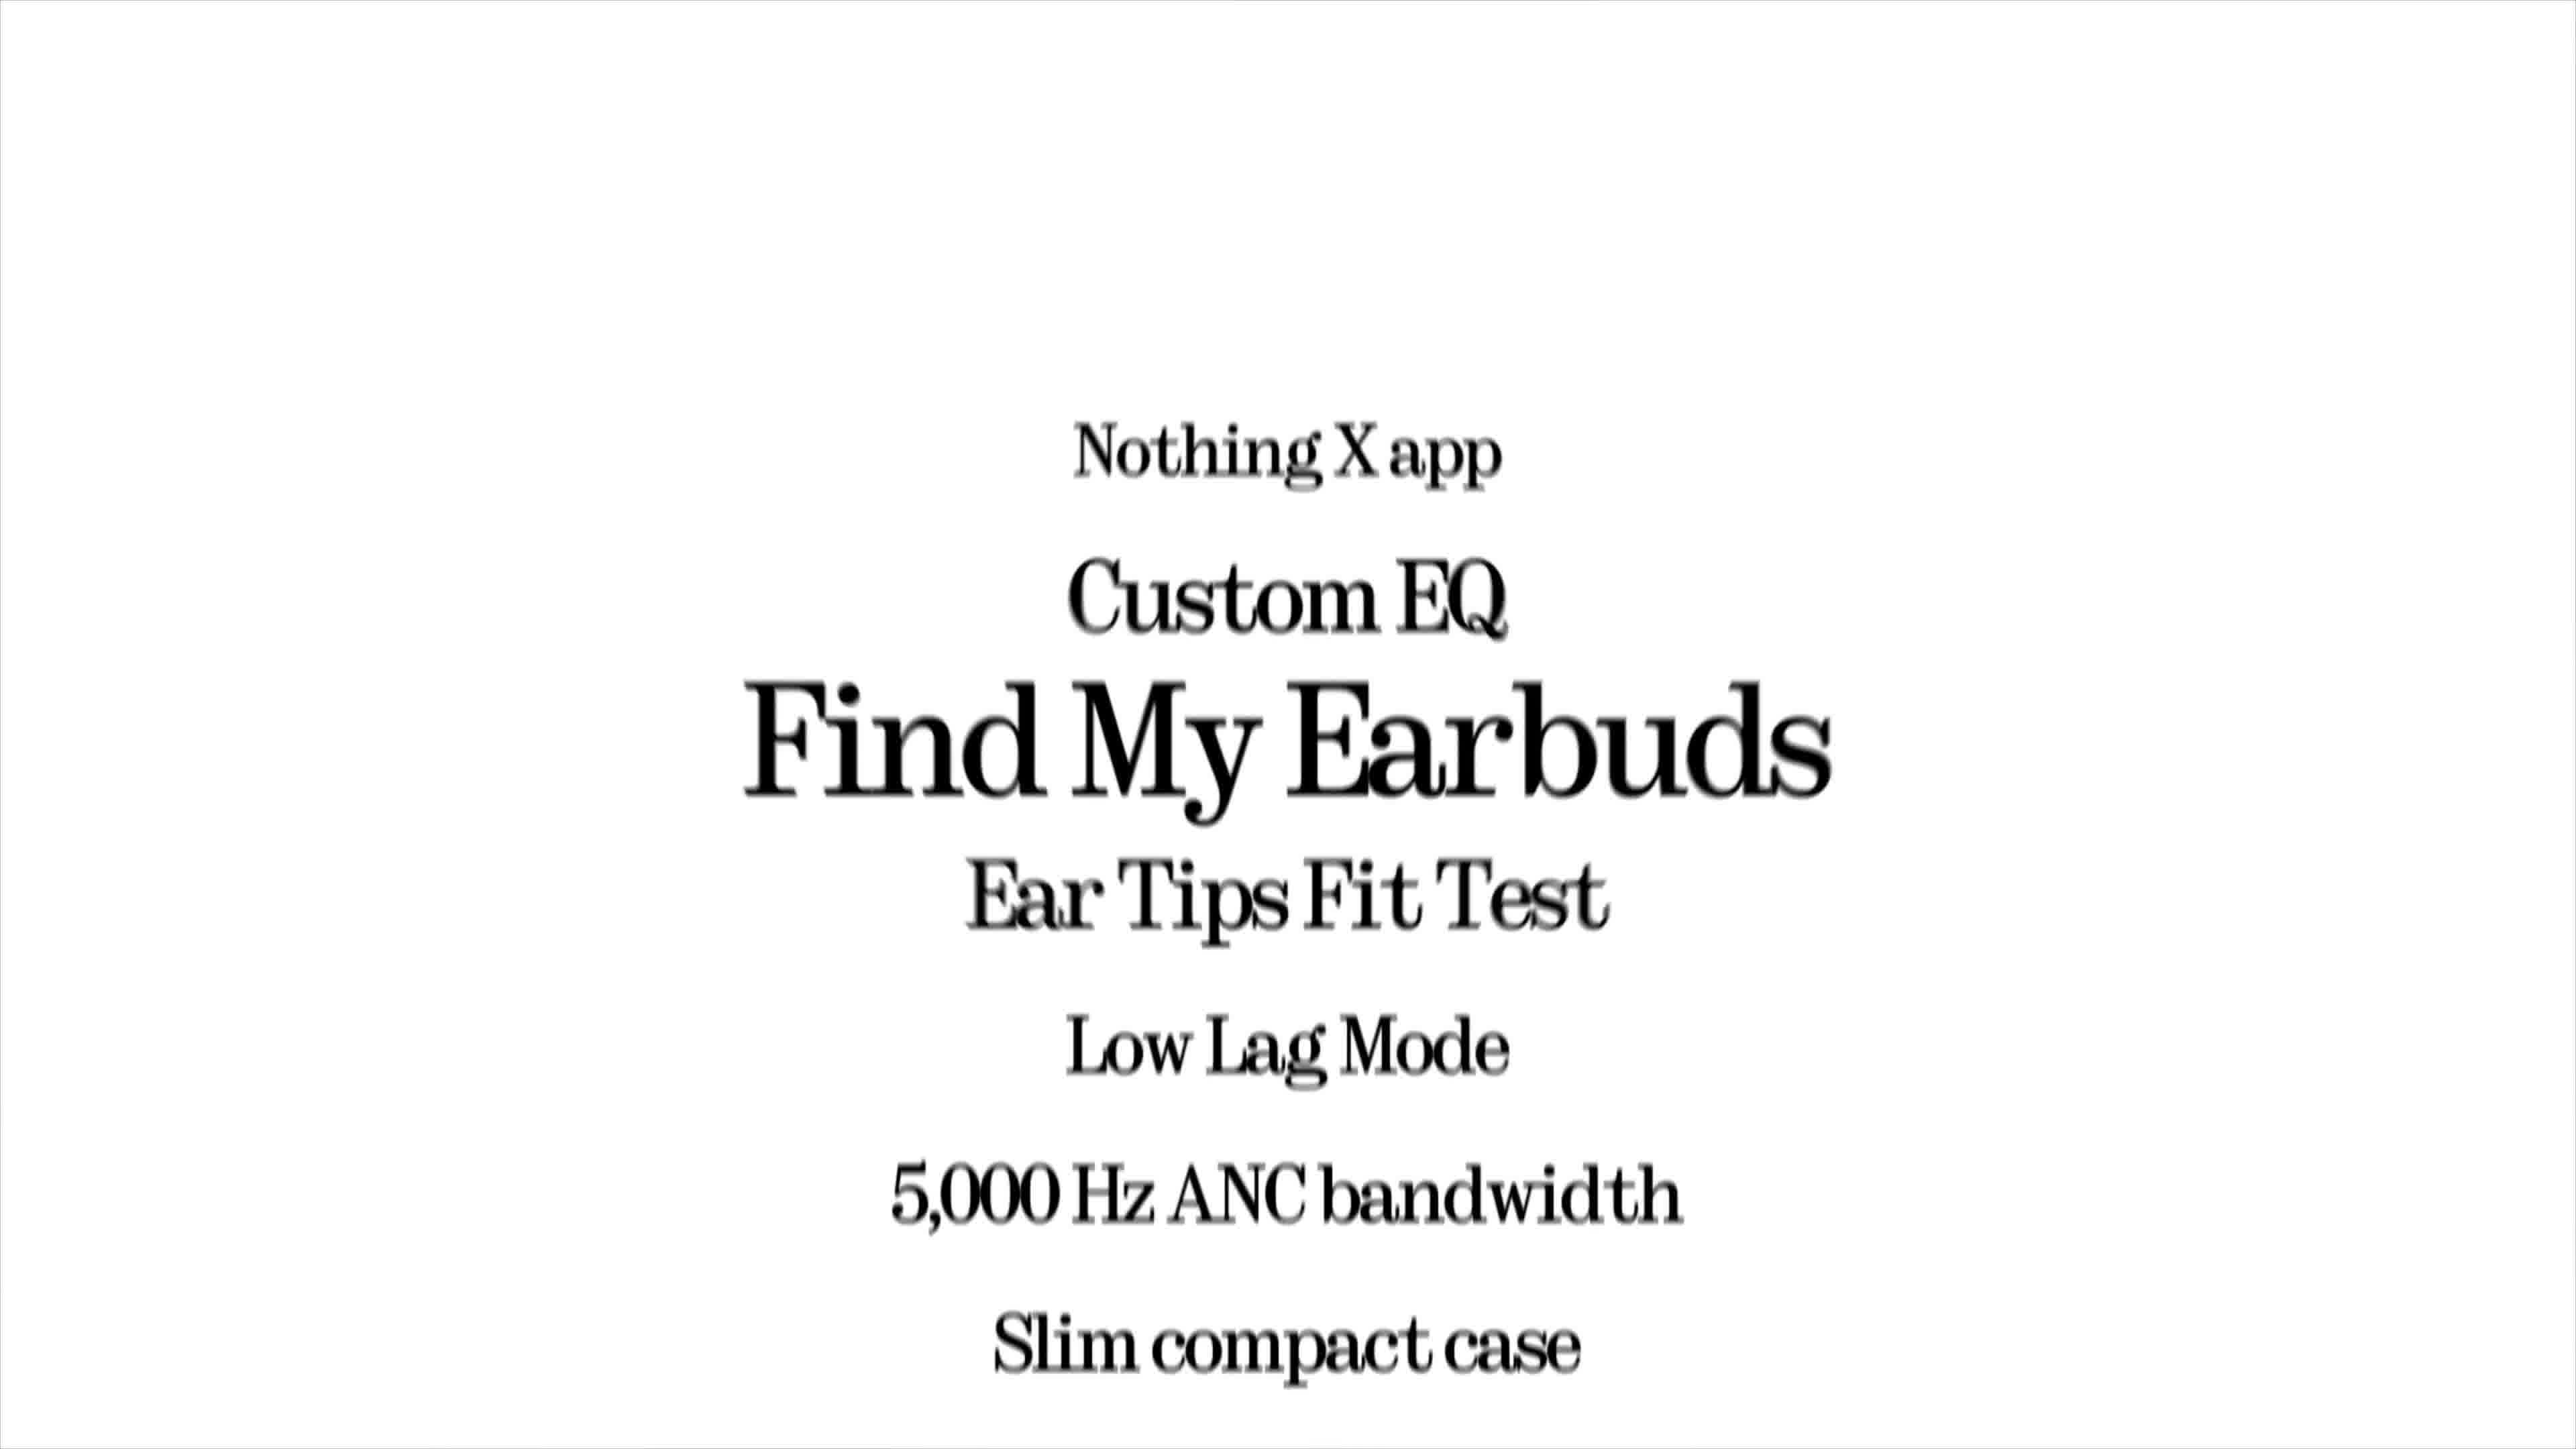 Nothing X app
Custom EQ
Find My Earbuds
Ear Tips Fit Test
Low Lag Mode
5,000 Hz ANC bandwidth
Slim compact case